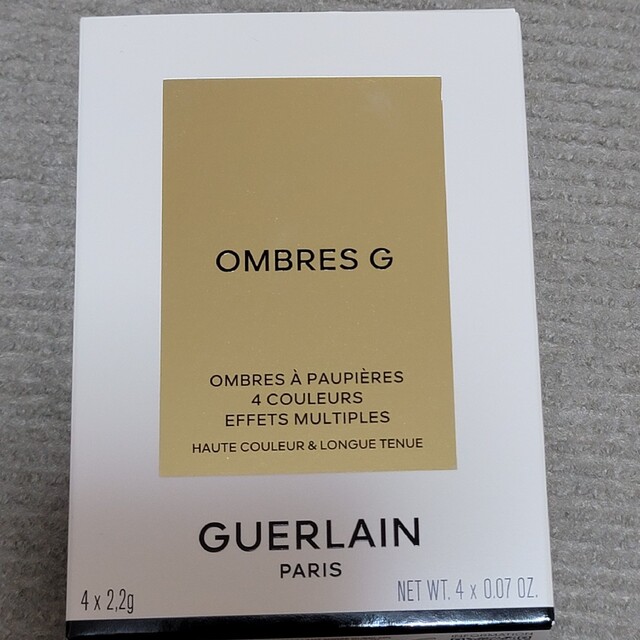 OMBRES G
OMBRES À PAUPIÈRES
4 COULEURS
EFFETS MULTIPLES
HAUTE COULEUR & LONGUE TENUE
GUERLAIN
PARIS
4 x 2,2g
NET WT. 4 x 0.07 OZ.